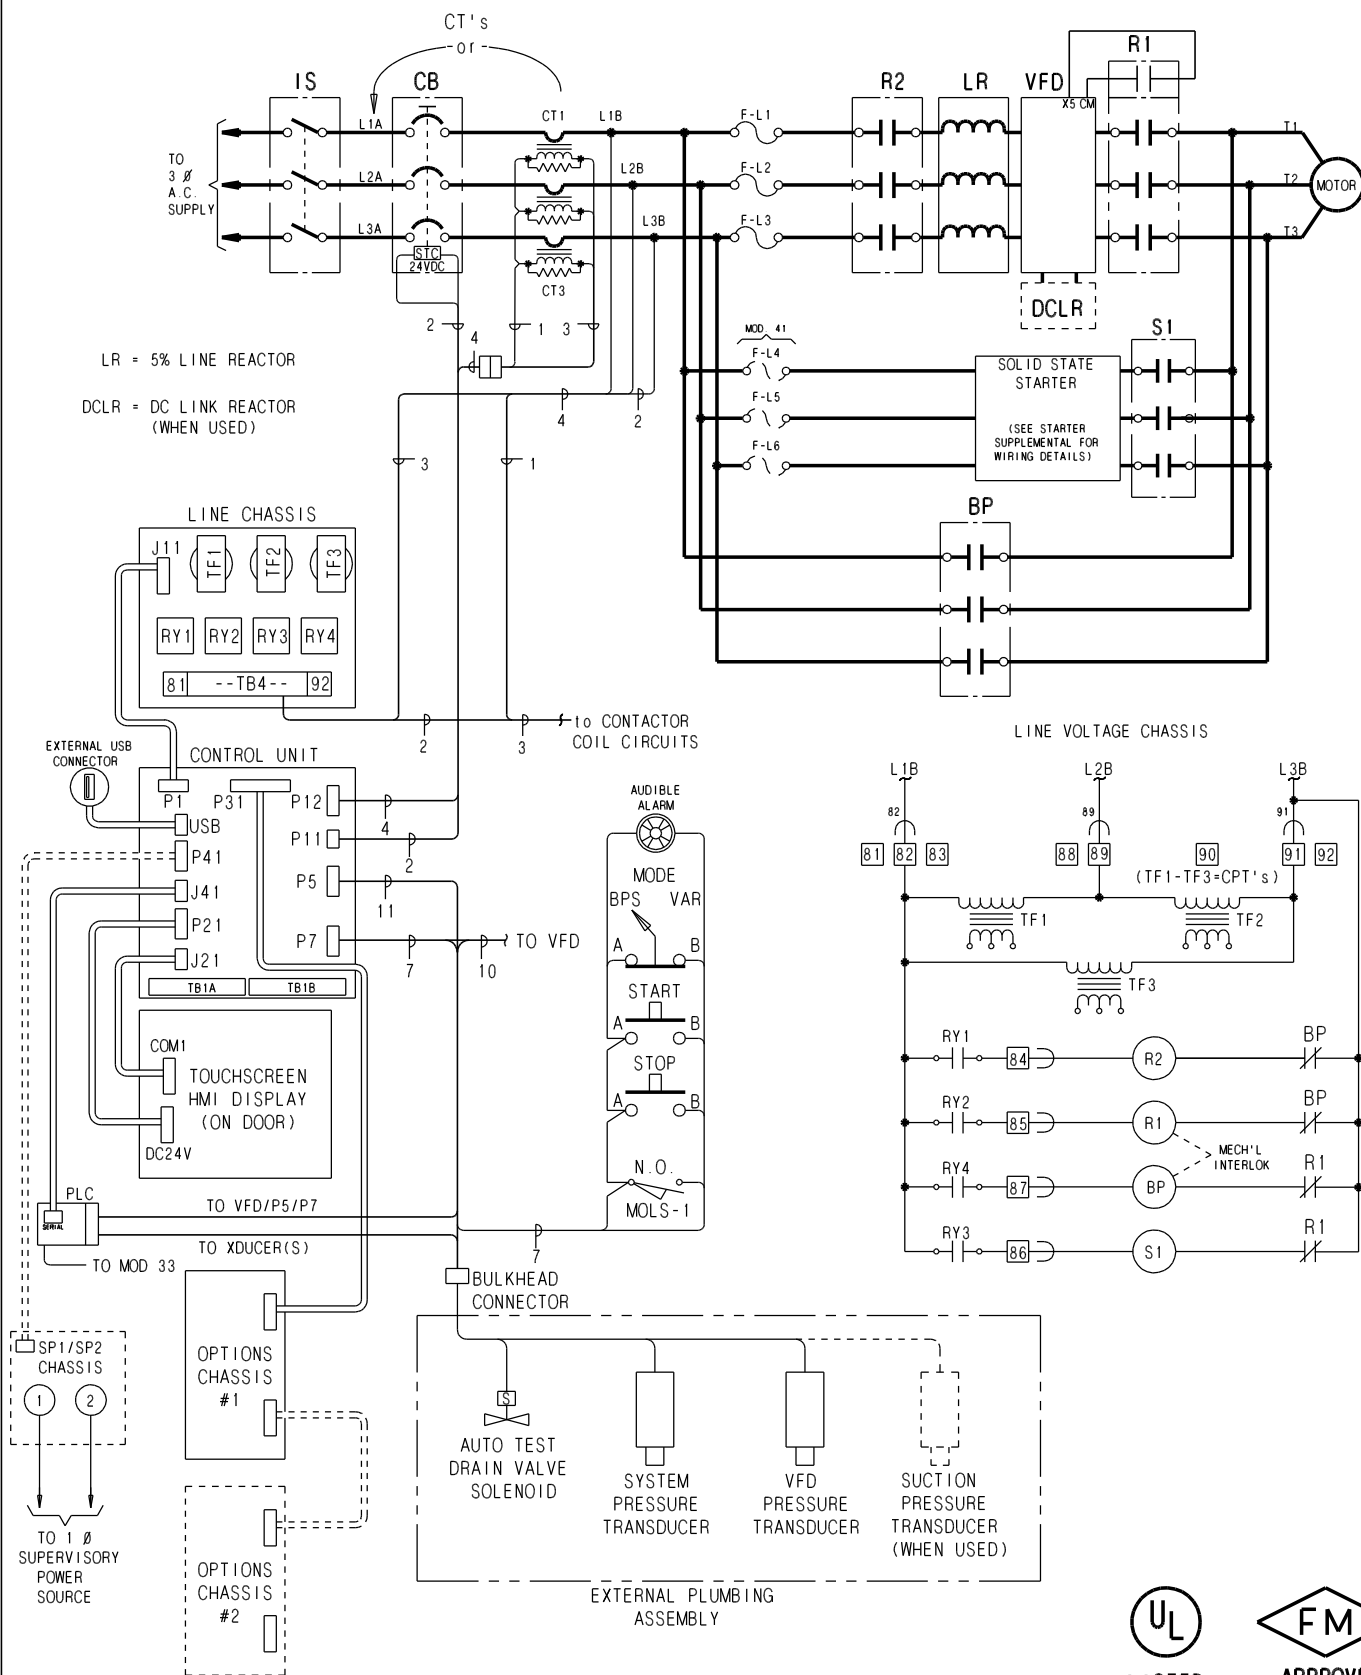 CT's
or
IS
CB
R2
LR
VFD
R1
X5 CM
CT1
L1B
F-L1
L1A
T1
TO
3 Ø
A.C.
SUPPLY
L2A
L2B
F-L2
T2
MOTOR
L3A
L3B
F-L3
T3
STC
24VDC
CT3
DCLR
2
4
1
3
MOD. 41
S1
LR = 5% LINE REACTOR
F-L4
SOLID STATE
STARTER
DCLR = DC LINK REACTOR
(WHEN USED)
F-L5
4
2
(SEE STARTER
SUPPLEMENTAL FOR
WIRING DETAILS)
F-L6
3
1
LINE CHASSIS
BP
J11
TF1
TF2
TF3
RY1
RY2
RY3
RY4
81
--TB4--
92
2
3
to CONTACTOR
COIL CIRCUITS
LINE VOLTAGE CHASSIS
EXTERNAL USB
CONNECTOR
CONTROL UNIT
P1
P31
P12
4
USB
P11
2
P41
P5
11
J41
P21
P7
7
10
TO VFD
J21
TB1A
TB1B
AUDIBLE
ALARM
MODE
BPS
VAR
A
B
START
A
B
STOP
A
B
N.O.
MOLS-1
7
L1B
L2B
L3B
82
89
91
81
82
83
88
89
90
91
92
(TF1-TF3=CPT's)
TF1
TF2
TF3
RY1
84
R2
BP
RY2
85
R1
BP
MECH'L
INTERLOK
RY4
87
BP
R1
RY3
86
S1
R1
COM1
TOUCHSCREEN
HMI DISPLAY
(ON DOOR)
DC24V
PLC
SERIAL
TO VFD/P5/P7
TO XDUCER(S)
TO MOD 33
BULKHEAD
CONNECTOR
SP1/SP2
CHASSIS
1
2
TO 1 Ø
SUPERVISORY
POWER
SOURCE
OPTIONS
CHASSIS
#1
OPTIONS
CHASSIS
#2
S
AUTO TEST
DRAIN VALVE
SOLENOID
SYSTEM
PRESSURE
TRANSDUCER
VFD
PRESSURE
TRANSDUCER
SUCTION
PRESSURE
TRANSDUCER
(WHEN USED)
EXTERNAL PLUMBING
ASSEMBLY
UL
FM